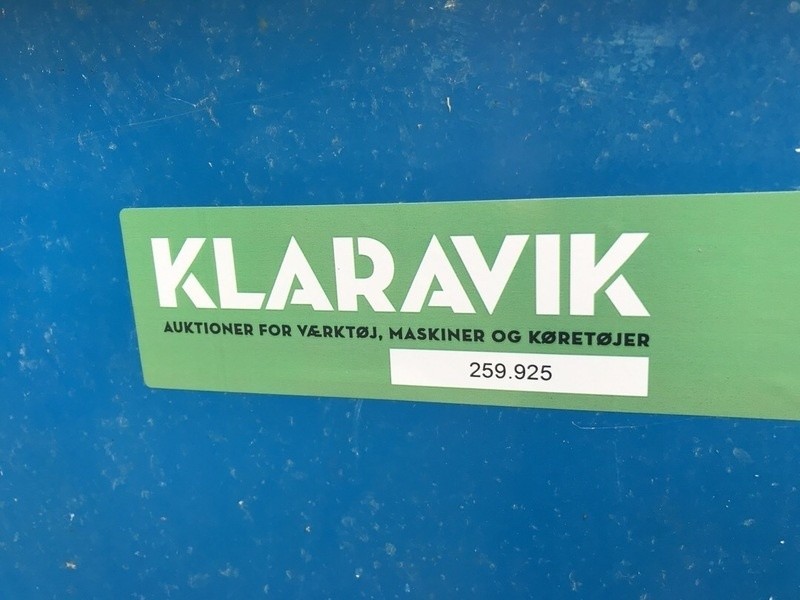 KLARAVIK
AUKTIONER FOR VÆRKTØJ, MASKINER OG KØRETØJER
259.925